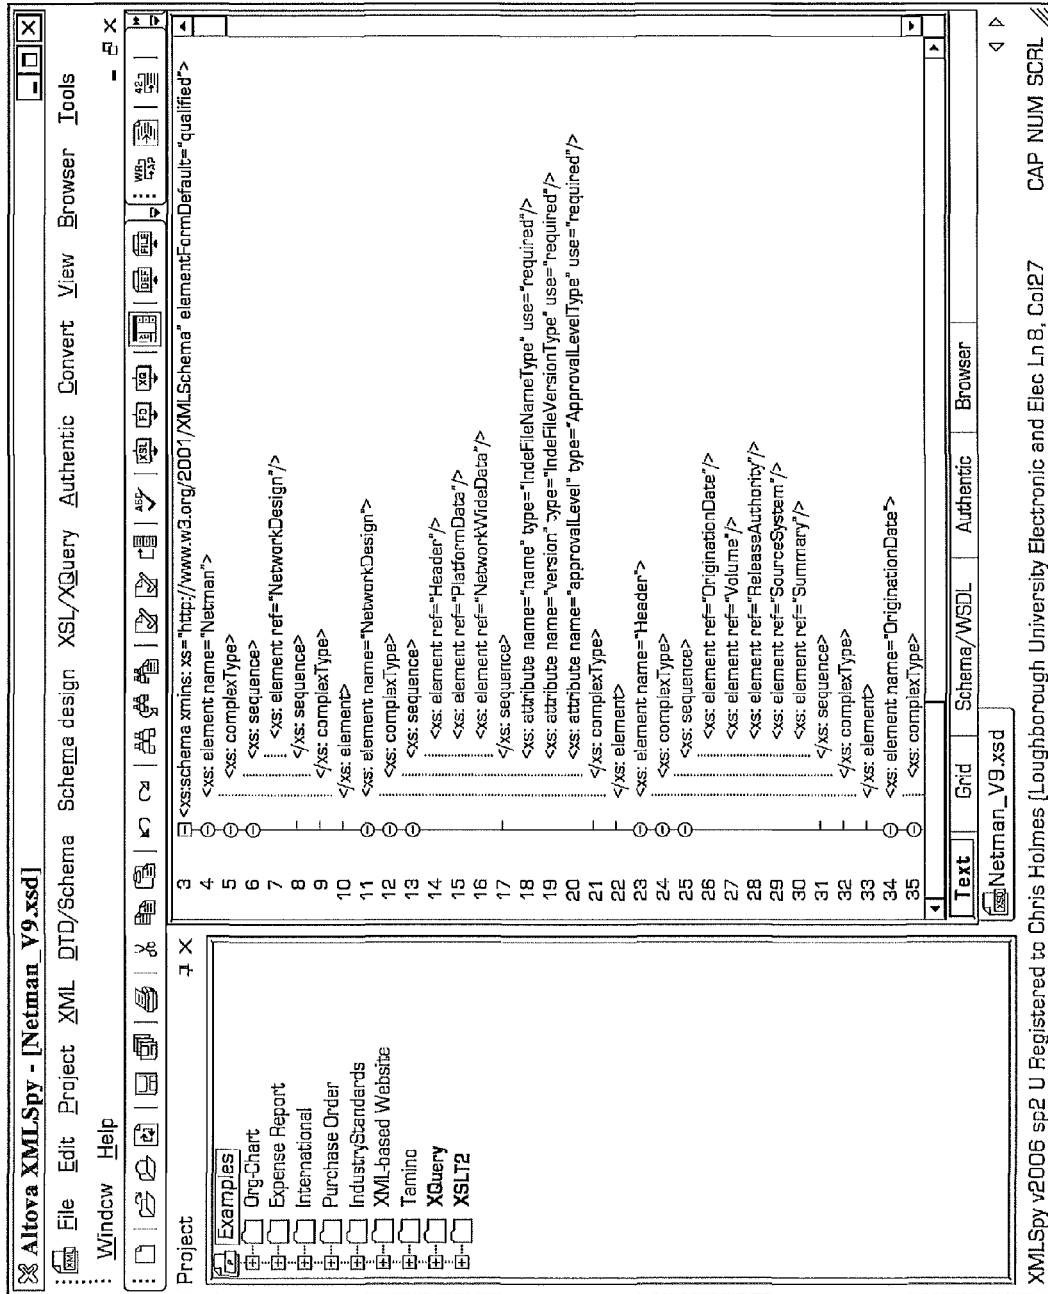 Altova XMLSpy - [Netman_V9.xsd]
File Edit Project XML DTD/Schema Schema design XSL/XQuery Authentic Convert View Browser Tools
Windcw Help
Project
Examples
Org-Chart
Expense Report
International
Purchase Order
IndustryStandards
XML-based Website
Tamino
XQuery
XSLT2
3 <xs:schema xmlns: xs="http://www.w3.org/2001/XMLSchema" elementFormDefault="qualified">
4 <xs: element name="Netman">
5 <xs: complexType>
6 <xs: sequence>
7 <xs: element ref="NetworkDesign"/>
8 </xs: sequence>
9 </xs: complexType>
10 </xs: element>
11 <xs: element name="NetworkDesign">
12 <xs: complexType>
13 <xs: sequence>
14 <xs: element ref="Header"/>
15 <xs: element ref="PlatformData"/>
16 <xs: element ref="NetworkWideData"/>
17 </xs: sequence>
18 <xs: attribute name="name" type="IndeFileNameType" use="required"/>
19 <xs: attribute name="version" type="IndeFileVersionType" use="required"/>
20 <xs: attribute name="approvalLevel" type="ApprovalLevelType" use="required"/>
21 </xs: complexType>
22 </xs: element>
23 <xs: element name="Header">
24 <xs: complexType>
25 <xs: sequence>
26 <xs: element ref="OriginationDate"/>
27 <xs: element ref="Volume"/>
28 <xs: element ref="ReleaseAuthority"/>
29 <xs: element ref="SourceSystem"/>
30 <xs: element ref="Summary"/>
31 </xs: sequence>
32 </xs: complexType>
33 </xs: element>
34 <xs: element name="OriginationDate">
35 <xs: complexType>
Text Grid Schema/WSDL Authentic Browser
Netman_V9.xsd
XMLSpy v2006 sp2 U Registered to Chris Holmes [Loughborough University Electronic and Elec Ln 8, Col27 CAP NUM SCRL